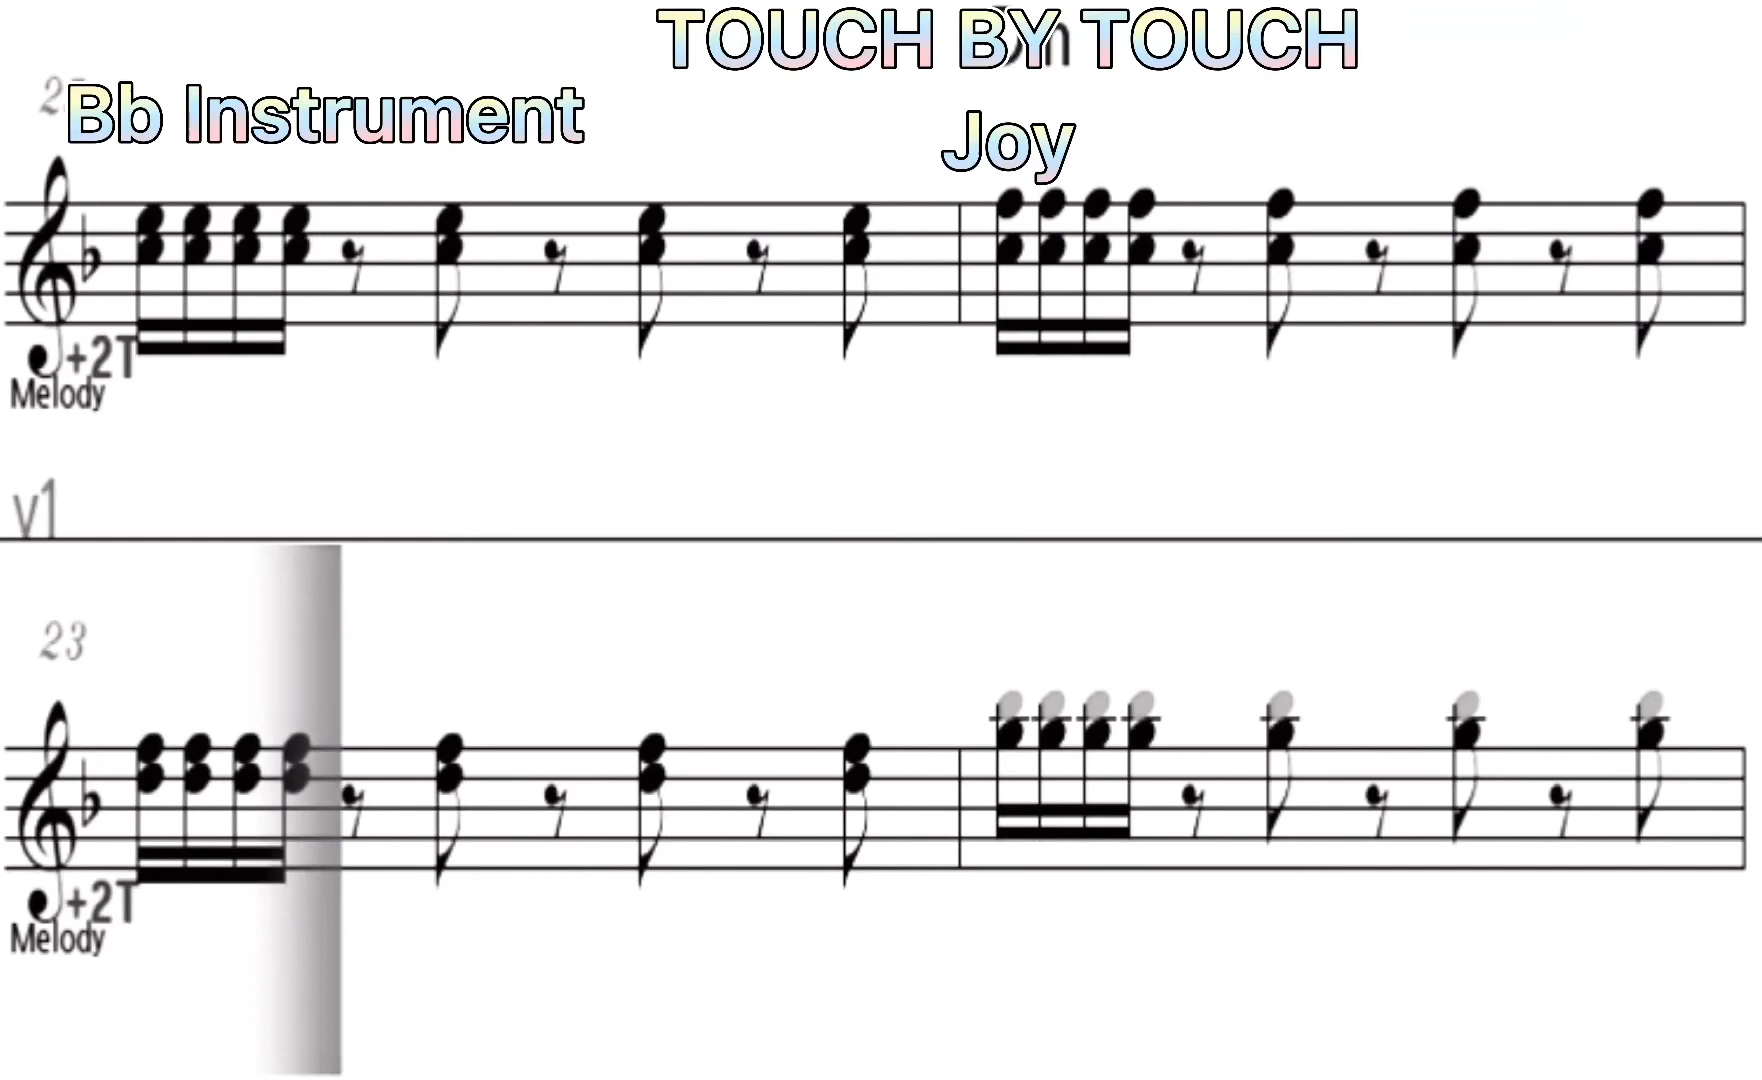 TOUCH BY TOUCH
Bb Instrument
Joy
+2T
Melody
v1
23
+2T
Melody